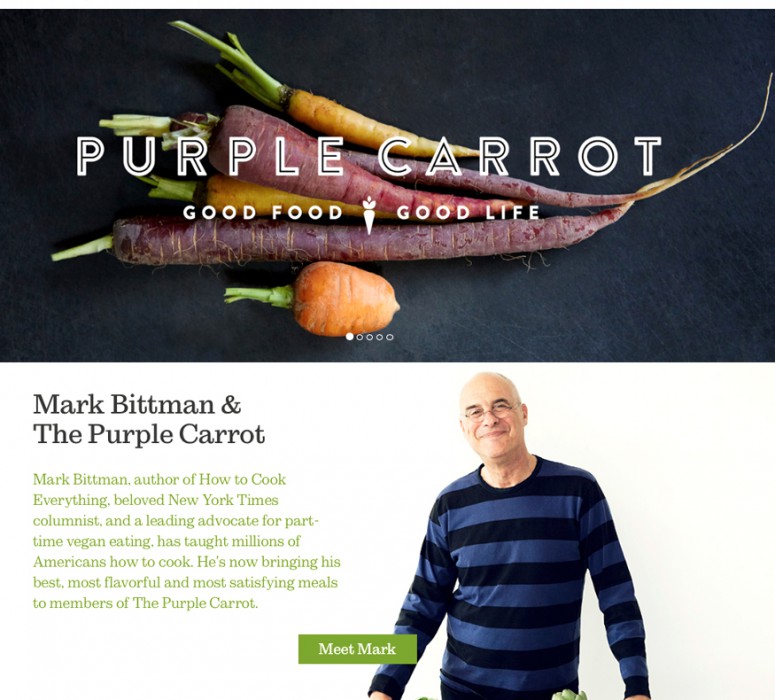 PURPLE CARROT
GOOD FOOD GOOD LIFE
Mark Bittman &
The Purple Carrot
Mark Bittman, author of How to Cook
Everything, beloved New York Times
columnist, and a leading advocate for part-
time vegan eating, has taught millions of
Americans how to cook. He's now bringing his
best, most flavorful and most satisfying meals
to members of The Purple Carrot.
Meet Mark